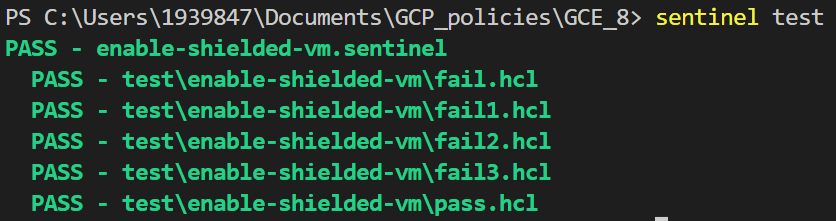 PS C:\Users\1939847\Documents\GCP_policies\GCE_8> sentinel test
PASS - enable-shielded-vm.sentinel
  PASS - test\enable-shielded-vm\fail.hcl
  PASS - test\enable-shielded-vm\fail1.hcl
  PASS - test\enable-shielded-vm\fail2.hcl
  PASS - test\enable-shielded-vm\fail3.hcl
  PASS - test\enable-shielded-vm\pass.hcl